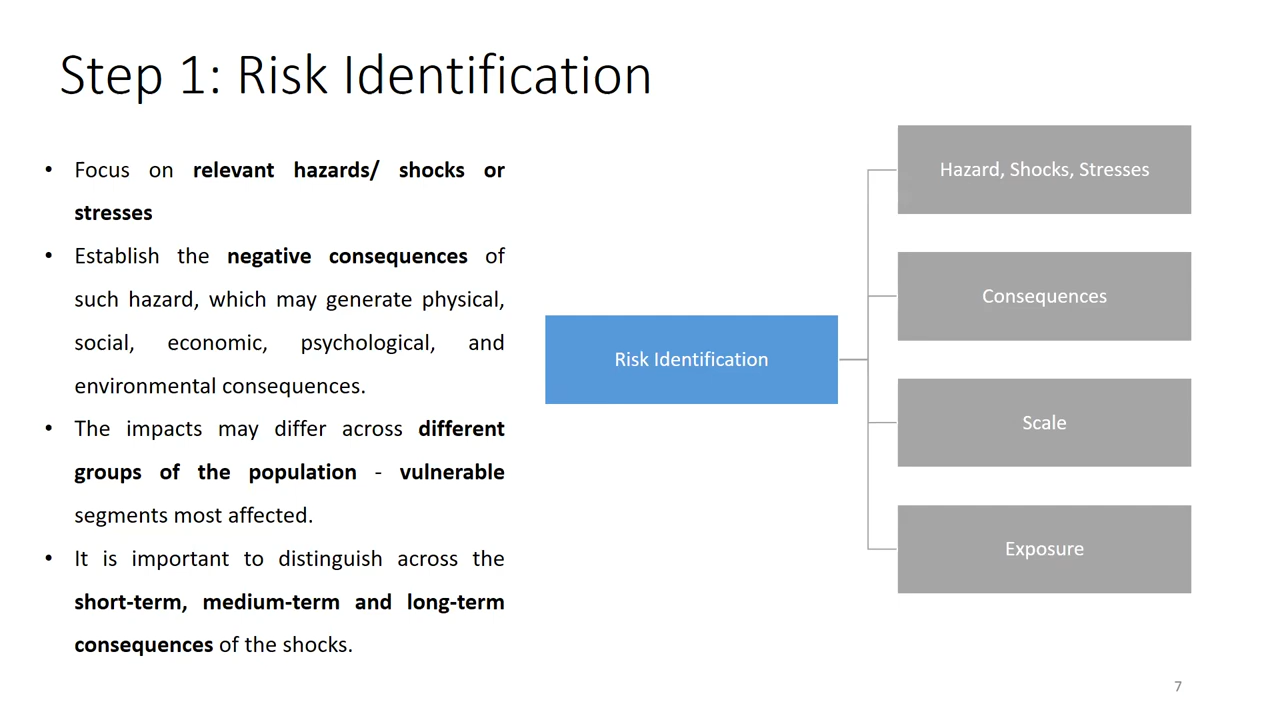 Step 1: Risk Identification
• Focus on relevant hazards/ shocks or
stresses
• Establish the negative consequences of
such hazard, which may generate physical,
social, economic, psychological, and
environmental consequences.
• The impacts may differ across different
groups of the population - vulnerable
segments most affected.
• It is important to distinguish across the
short-term, medium-term and long-term
consequences of the shocks.
Risk Identification
Hazard, Shocks, Stresses
Consequences
Scale
Exposure
7